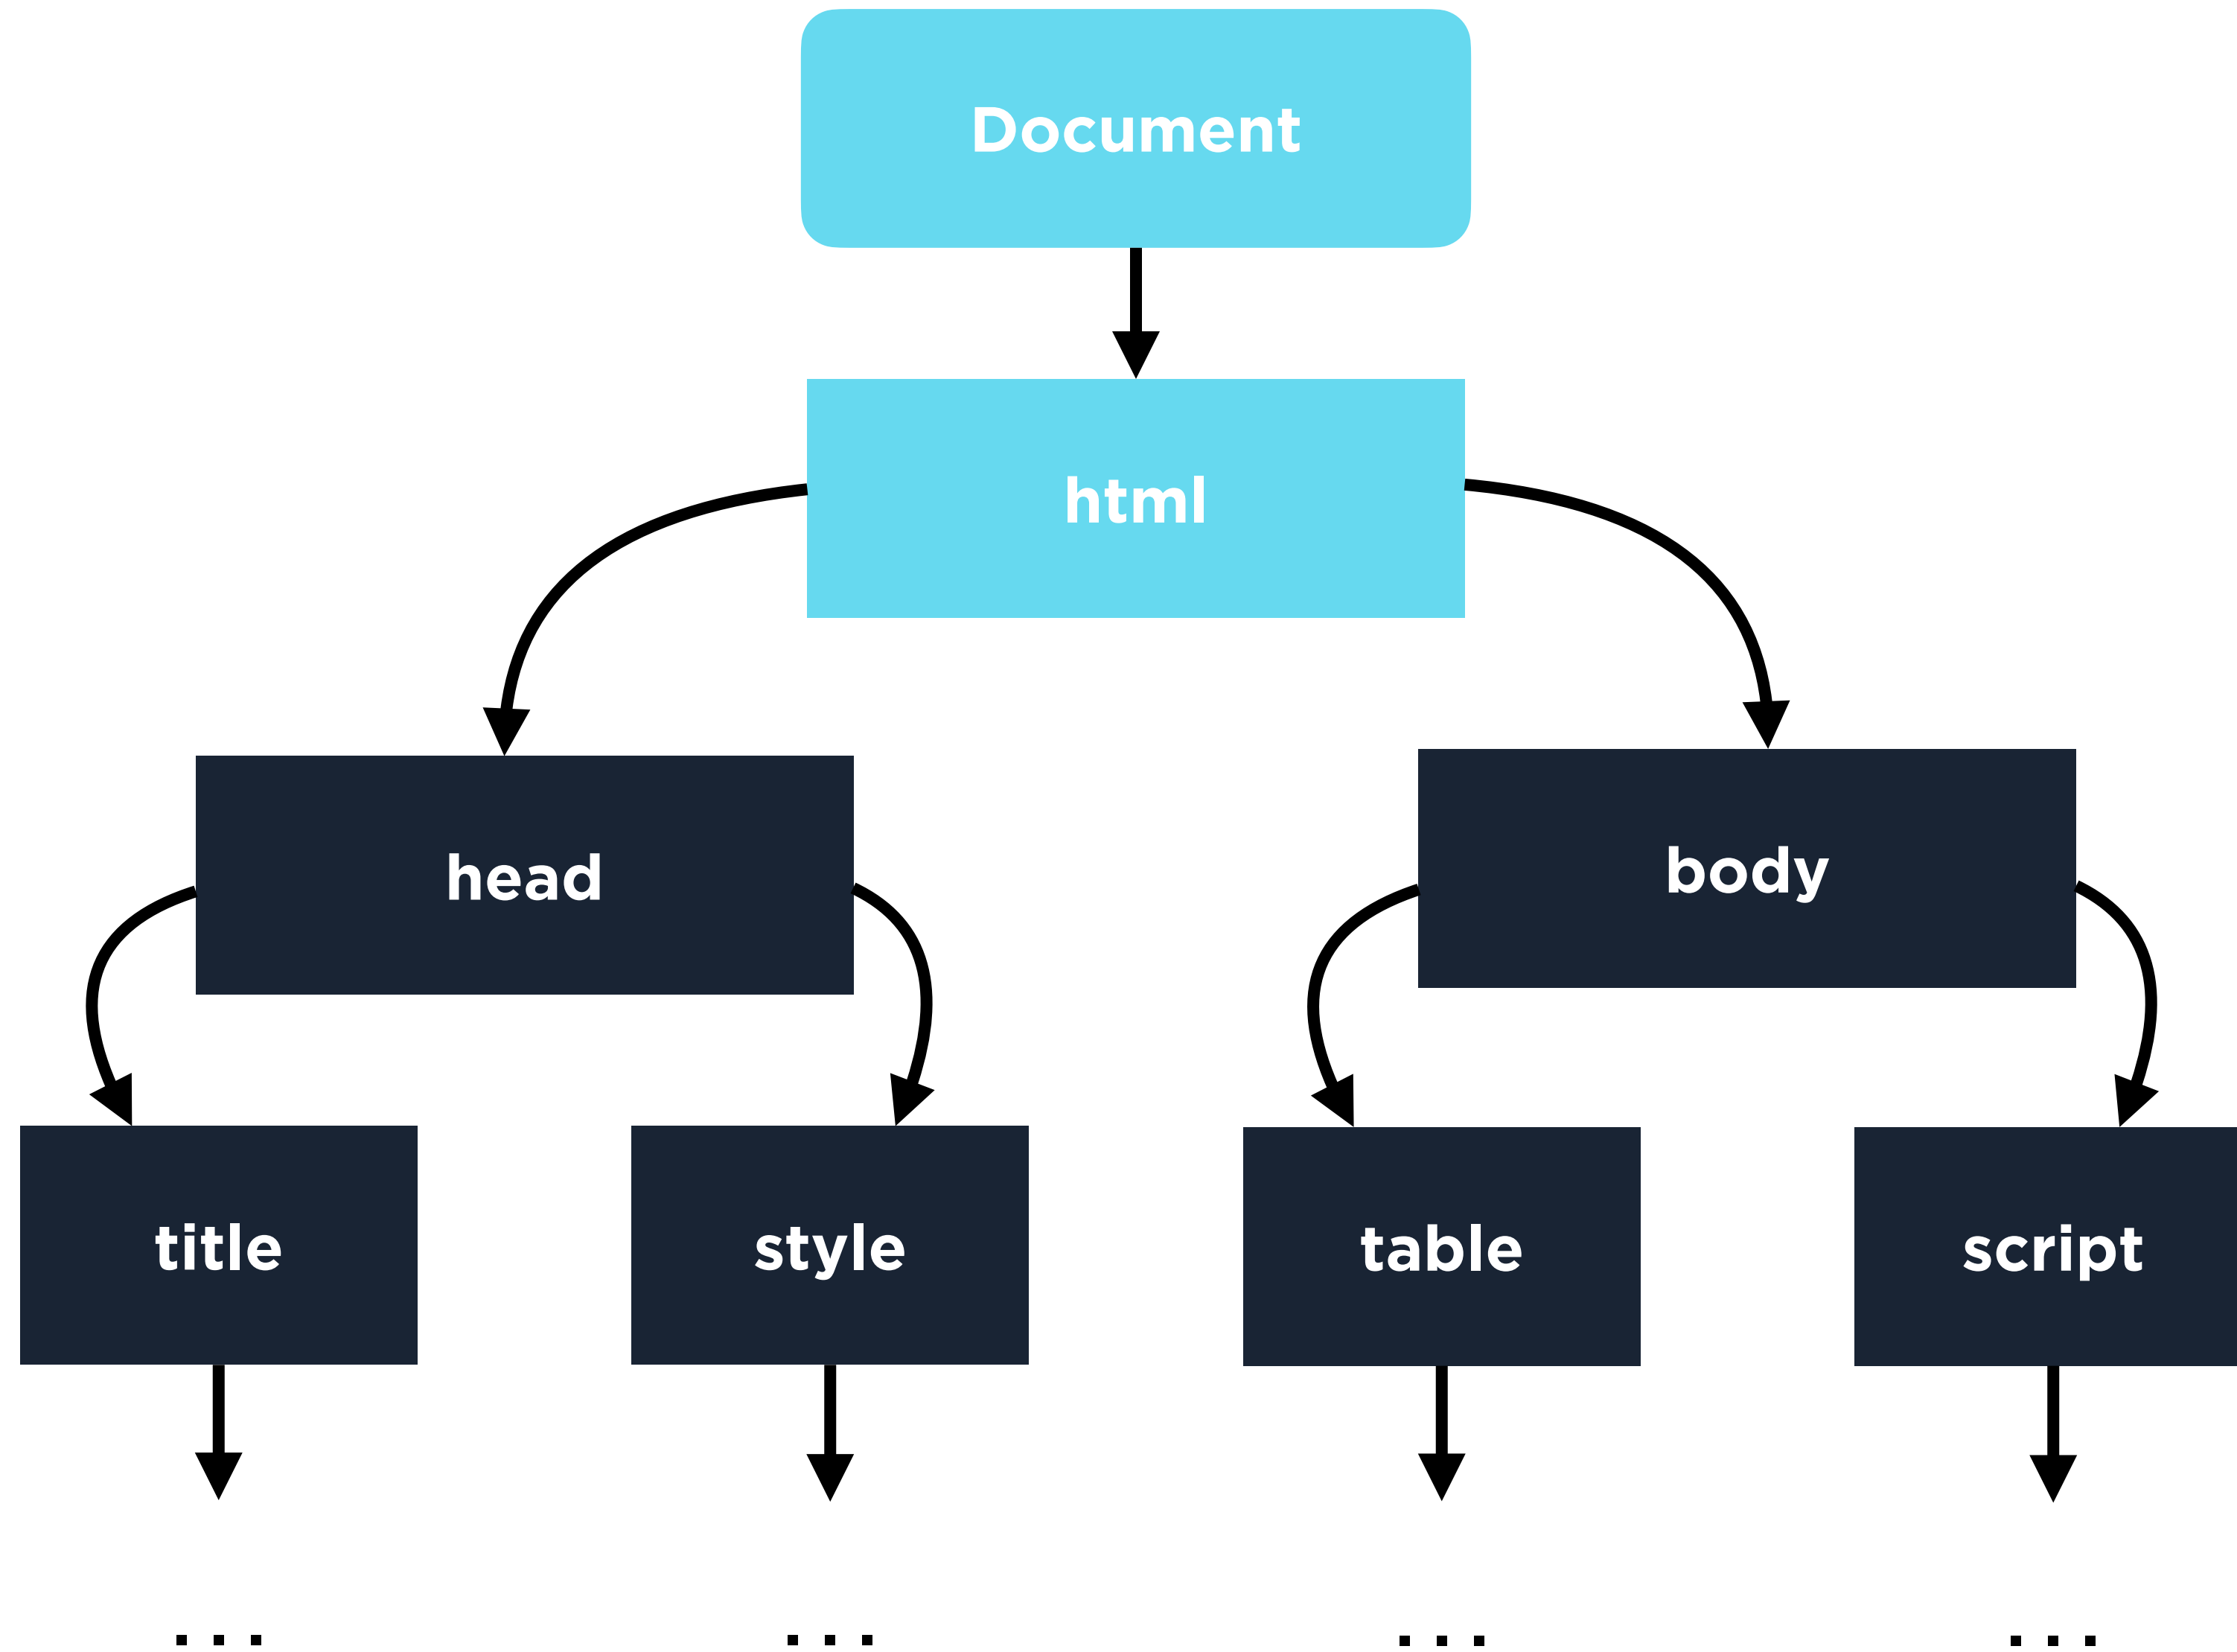 Document
html
head
body
title
style
table
script
...
...
...
...